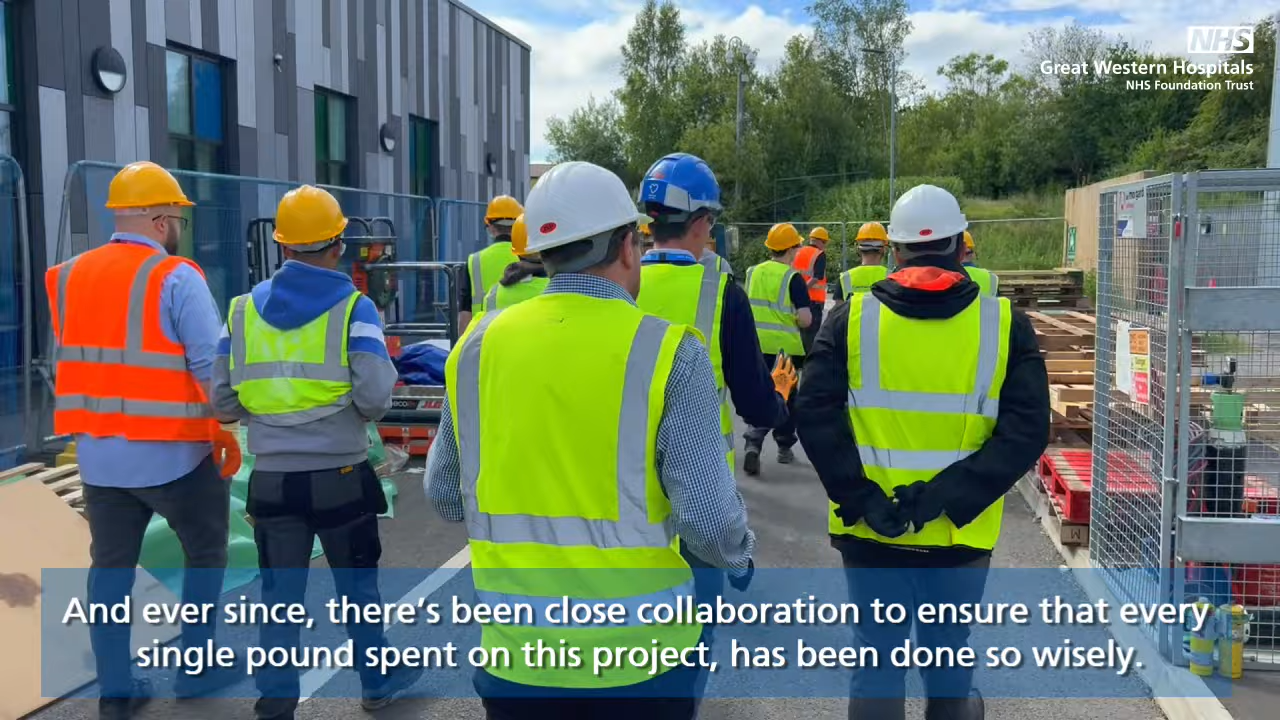 NHS
Great Western Hospitals
NHS Foundation Trust
And ever since, there's been close collaboration to ensure that every
single pound spent on this project, has been done so wisely.